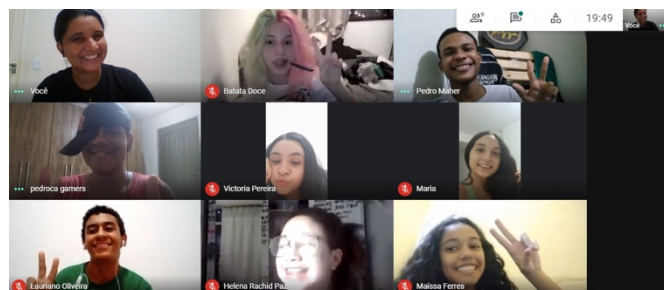 9
19:49
Você
Você
Batata Doce
Pedro Maher
pedroca gamers
Victoria Pereira
Maria
Lauriano Oliveira
Helena Rachid Paz
Maissa Ferres